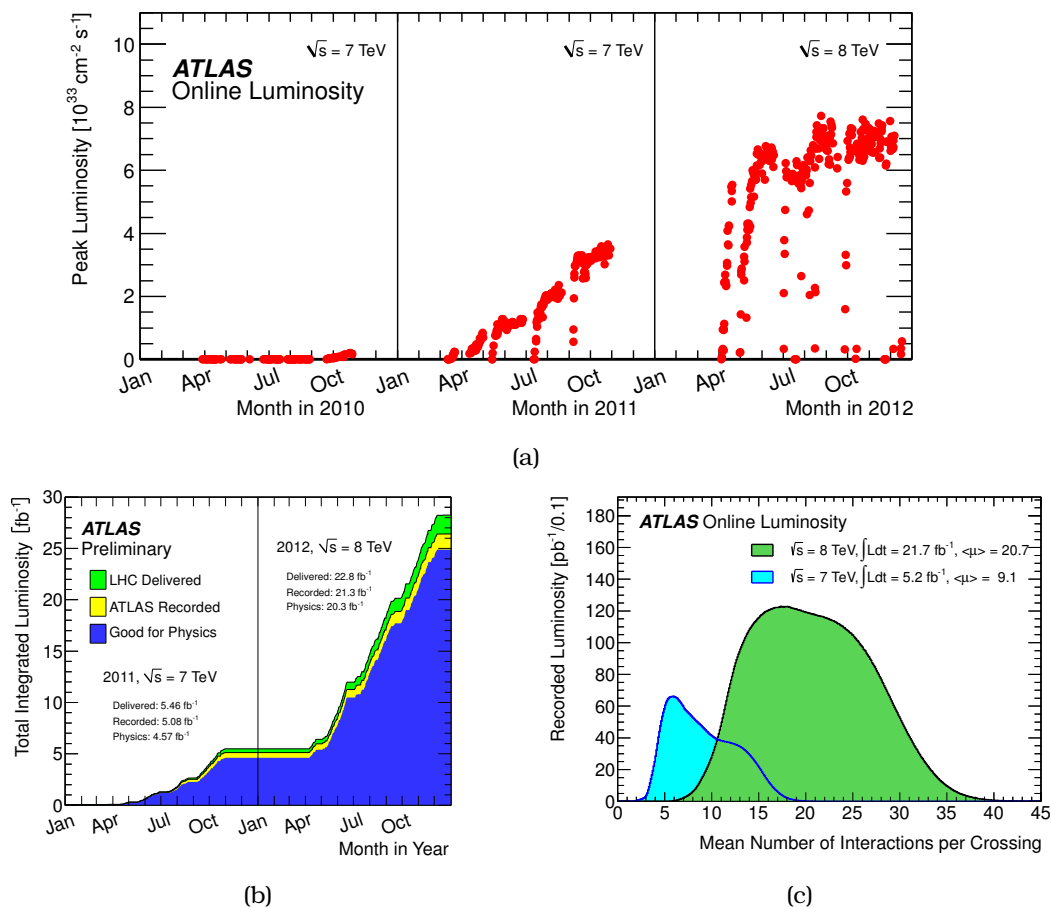 10
8
6
4
2
0
Peak Luminosity [10³³ cm⁻² s⁻¹]
ATLAS
Online Luminosity
√s = 7 TeV
√s = 7 TeV
√s = 8 TeV
Jan Apr Jul Oct Jan Apr Jul Oct Jan Apr Jul Oct
Month in 2010 Month in 2011 Month in 2012
(a)
Total Integrated Luminosity [fb⁻¹]
30
25
20
15
10
5
0
ATLAS
Preliminary
LHC Delivered
ATLAS Recorded
Good for Physics
2012, √s = 8 TeV
Delivered: 22.8 fb⁻¹
Recorded: 21.3 fb⁻¹
Physics: 20.3 fb⁻¹
2011, √s = 7 TeV
Delivered: 5.46 fb⁻¹
Recorded: 5.08 fb⁻¹
Physics: 4.57 fb⁻¹
Jan Apr Jul Oct Jan Apr Jul Oct
Month in Year
(b)
Recorded Luminosity [pb⁻¹/0.1]
180
160
140
120
100
80
60
40
20
0
ATLAS Online Luminosity
√s = 8 TeV, ∫Ldt = 21.7 fb⁻¹, <μ> = 20.7
√s = 7 TeV, ∫Ldt = 5.2 fb⁻¹, <μ> = 9.1
0 5 10 15 20 25 30 35 40 45
Mean Number of Interactions per Crossing
(c)